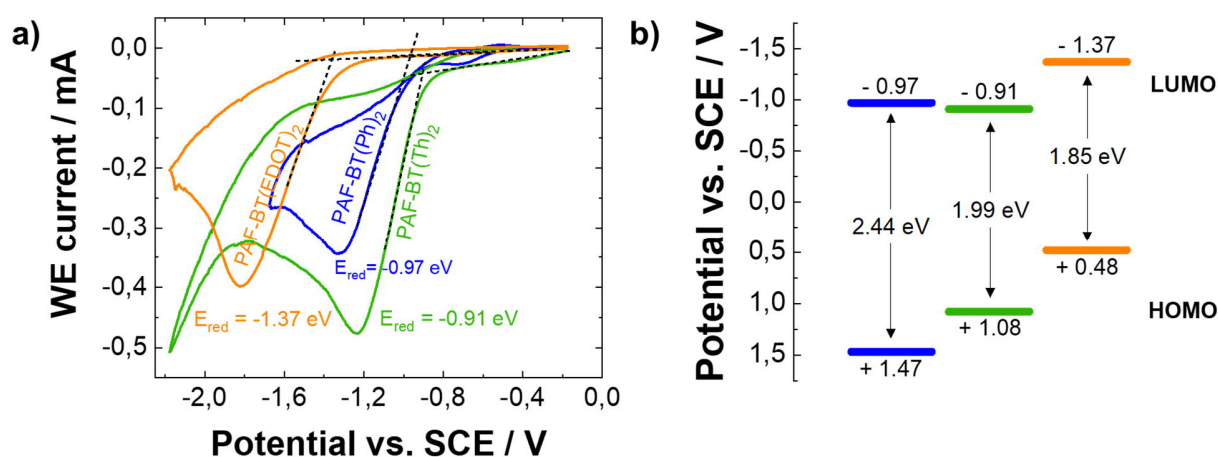 a)
WE current / mA
0,0
-0,1
-0,2
-0,3
-0,4
-0,5
PAF-BT(EDOT)₂
PAF-BT(Ph)₂
PAF-BT(Th)₂
E_red= -0.97 eV
E_red = -1.37 eV
E_red = -0.91 eV
-2,0 -1,6 -1,2 -0,8 -0,4 0,0
Potential vs. SCE / V
b)
Potential vs. SCE / V
-1,5
-1,0
-0,5
0,0
0,5
1,0
1,5
- 1.37
- 0.97
- 0.91
LUMO
2.44 eV
1.99 eV
1.85 eV
+ 0.48
+ 1.08
+ 1.47
HOMO